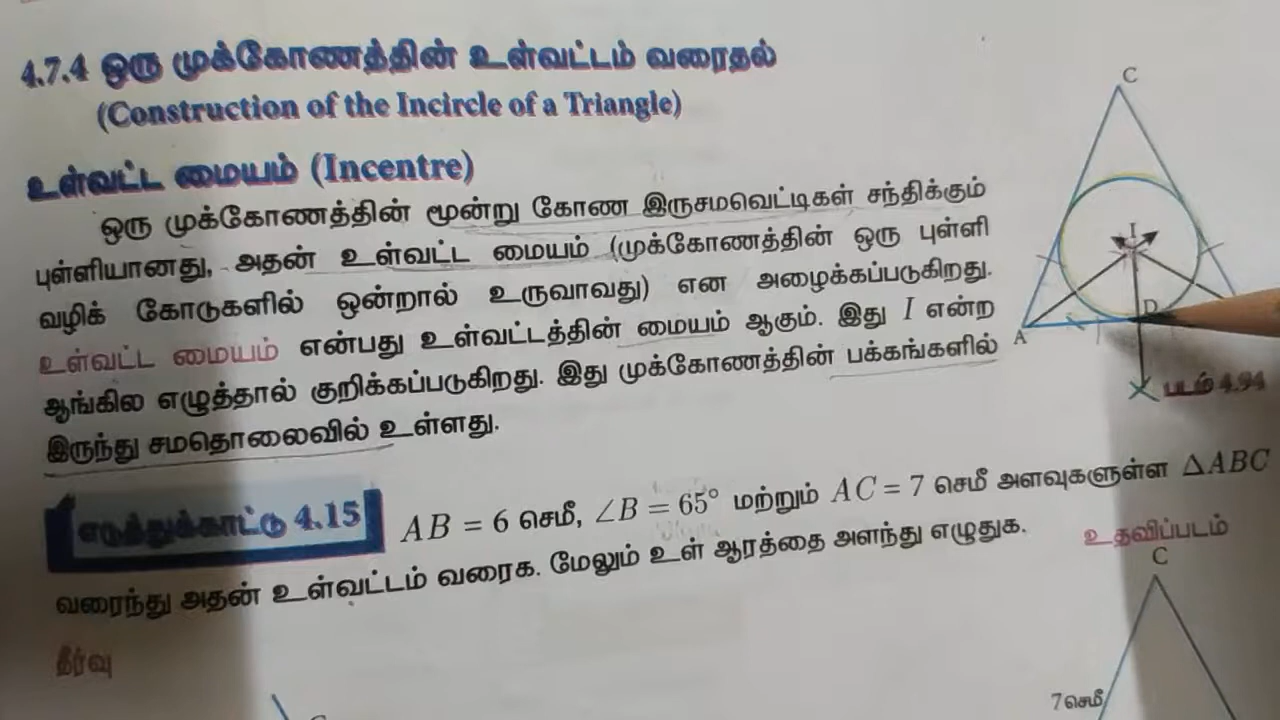 4.7.4 ஒரு முக்கோணத்தின் உள்வட்டம் வரைதல்
(Construction of the Incircle of a Triangle)
உள்வட்ட மையம் (Incentre)
ஒரு முக்கோணத்தின் மூன்று கோண இருசமவெட்டிகள் சந்திக்கும்
புள்ளியானது, அதன் உள்வட்ட மையம் (முக்கோணத்தின் ஒரு புள்ளி
வழிக் கோடுகளில் ஒன்றால் உருவாவது) என அழைக்கப்படுகிறது.
உள்வட்ட மையம் என்பது உள்வட்டத்தின் மையம் ஆகும். இது I என்ற
ஆங்கில எழுத்தால் குறிக்கப்படுகிறது. இது முக்கோணத்தின் பக்கங்களில்
இருந்து சமதொலைவில் உள்ளது.
C
I
D
A
படம் 4.94
எடுத்துக்காட்டு 4.15 AB = 6 செமீ, ∠B = 65° மற்றும் AC = 7 செமீ அளவுகளுள்ள ΔABC
வரைந்து அதன் உள்வட்டம் வரைக. மேலும் உள் ஆரத்தை அளந்து எழுதுக.
உதவிப்படம்
C
தீர்வு
7செமீ